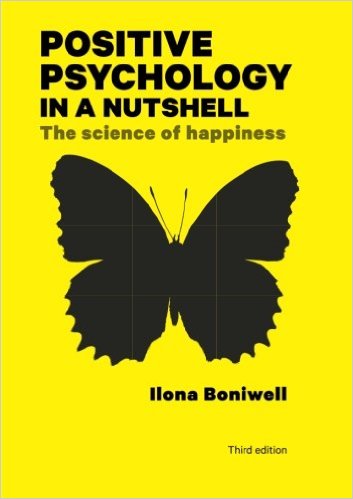 POSITIVE
PSYCHOLOGY
IN A NUTSHELL
The science of happiness
Ilona Boniwell
Third edition